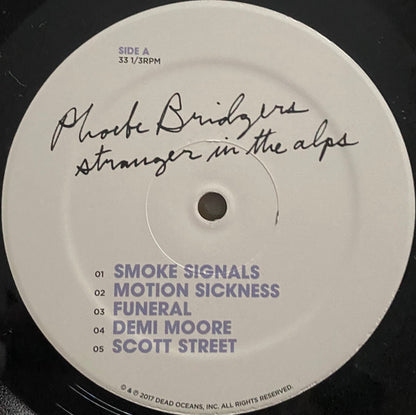 SIDE A
33 1/3RPM
Phoebe Bridgers
stranger in the alps
01 SMOKE SIGNALS
02 MOTION SICKNESS
03 FUNERAL
04 DEMI MOORE
05 SCOTT STREET
© & ℗ 2017 DEAD OCEANS, INC. ALL RIGHTS RESERVED.